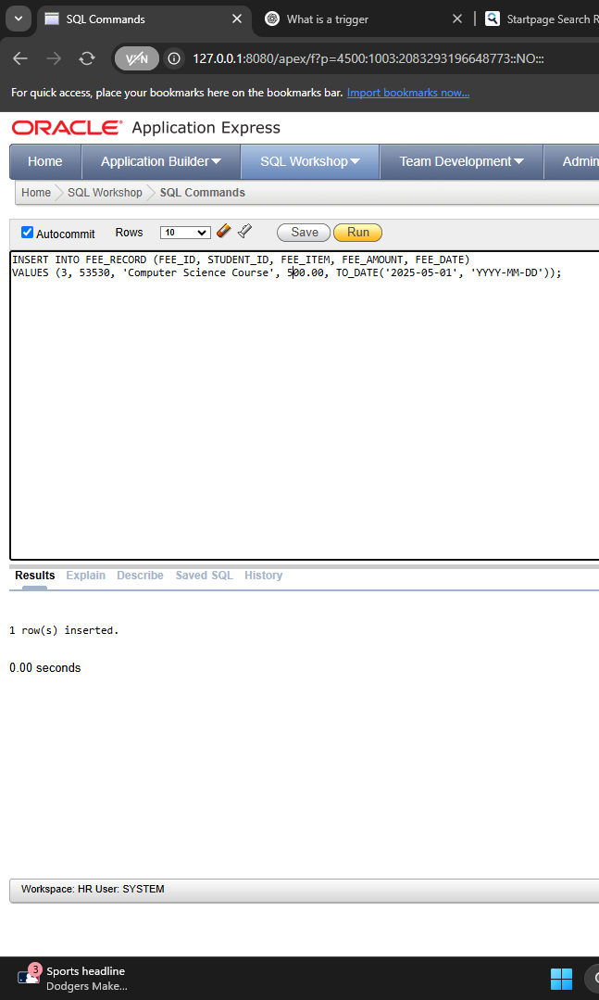 SQL Commands
What is a trigger
Startpage Search R
VPN
127.0.0.1:8080/apex/f?p=4500:1003:2083293196648773::NO:::
For quick access, place your bookmarks here on the bookmarks bar. Import bookmarks now...
ORACLE Application Express
Home Application Builder SQL Workshop Team Development Admin
Home SQL Workshop SQL Commands
Autocommit Rows 10 Save Run
INSERT INTO FEE_RECORD (FEE_ID, STUDENT_ID, FEE_ITEM, FEE_AMOUNT, FEE_DATE)
VALUES (3, 53530, 'Computer Science Course', 500.00, TO_DATE('2025-05-01', 'YYYY-MM-DD'));
Results Explain Describe Saved SQL History
1 row(s) inserted.
0.00 seconds
Workspace: HR User: SYSTEM
3
Sports headline
Dodgers Make...